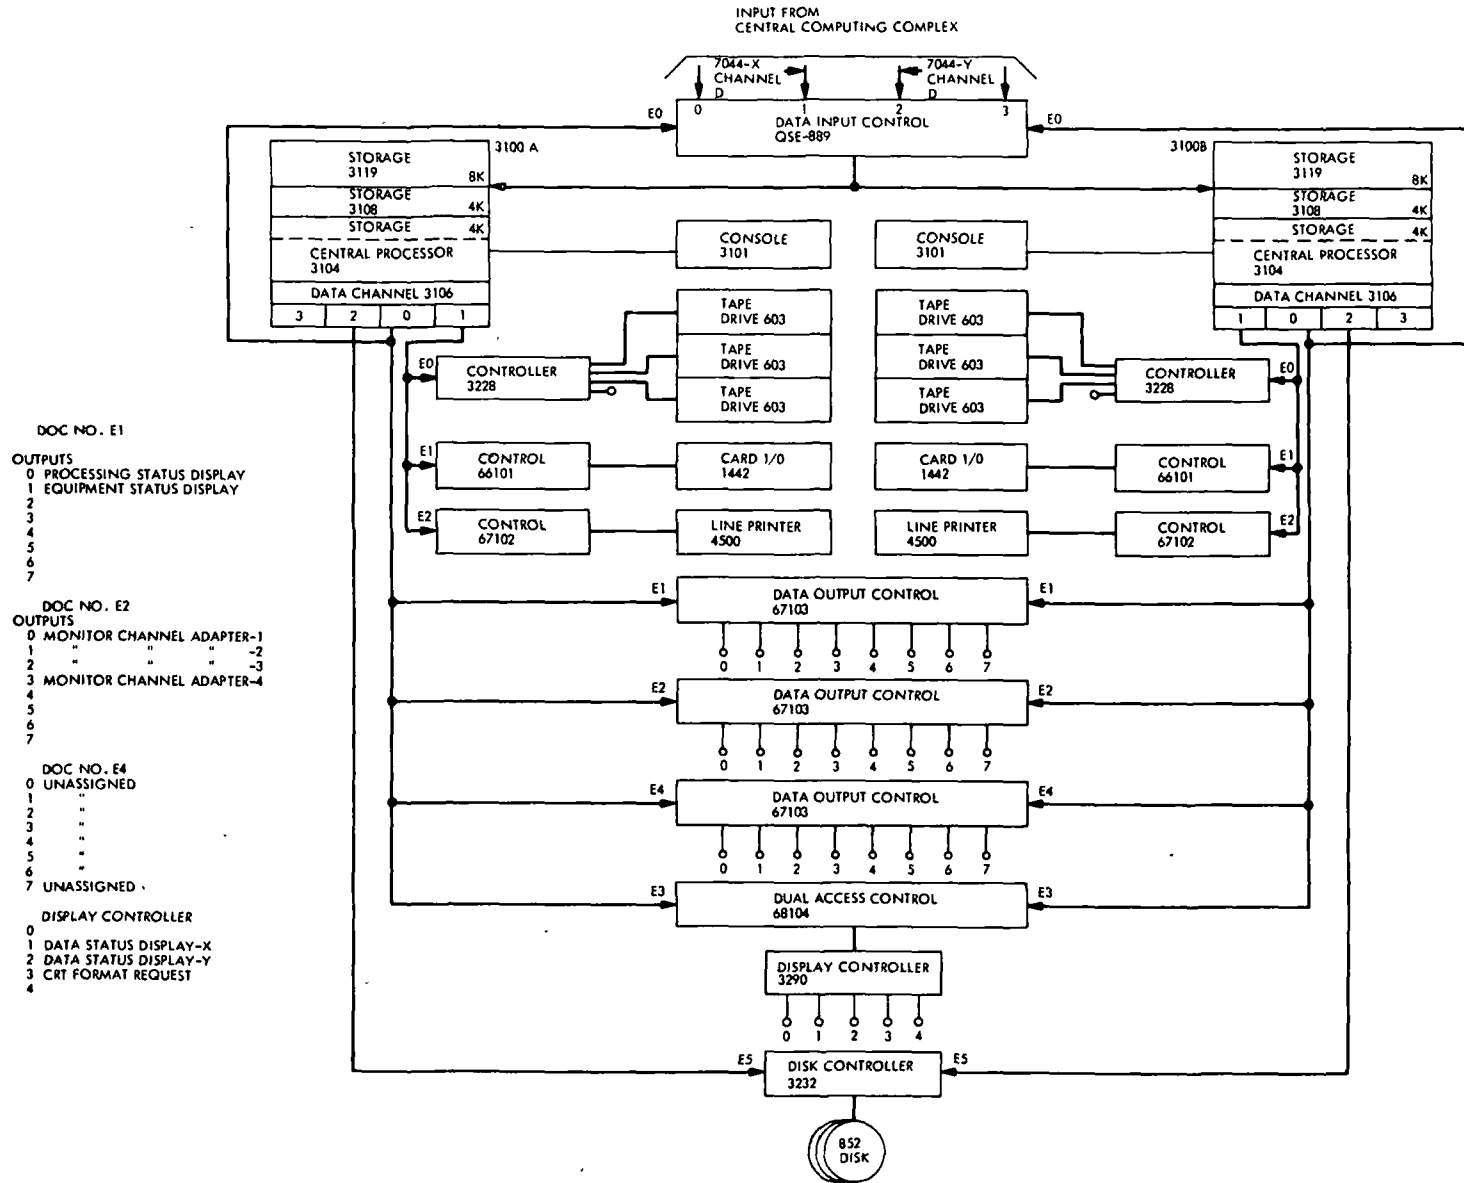 INPUT FROM
CENTRAL COMPUTING COMPLEX
7044-X
CHANNEL
D
7044-Y
CHANNEL
D
0 1 2 3
E0
DATA INPUT CONTROL
QSE-889
E0
3100 A
STORAGE
3119
8K
STORAGE
3108
4K
STORAGE
4K
CENTRAL PROCESSOR
3104
DATA CHANNEL 3106
3 2 0 1
3100B
STORAGE
3119
8K
STORAGE
3108
4K
STORAGE
4K
CENTRAL PROCESSOR
3104
DATA CHANNEL 3106
1 0 2 3
CONSOLE
3101
CONSOLE
3101
TAPE
DRIVE 603
TAPE
DRIVE 603
TAPE
DRIVE 603
TAPE
DRIVE 603
TAPE
DRIVE 603
TAPE
DRIVE 603
E0
CONTROLLER
3228
E0
CONTROLLER
3228
E1
CONTROL
66101
CARD 1/0
1442
CARD 1/0
1442
CONTROL
66101
E1
E2
CONTROL
67102
LINE PRINTER
4500
LINE PRINTER
4500
CONTROL
67102
E2
E1
DATA OUTPUT CONTROL
67103
E1
0 1 2 3 4 5 6 7
E2
DATA OUTPUT CONTROL
67103
E2
0 1 2 3 4 5 6 7
E4
DATA OUTPUT CONTROL
67103
E4
0 1 2 3 4 5 6 7
E3
DUAL ACCESS CONTROL
68104
E3
DISPLAY CONTROLLER
3290
0 1 2 3 4
E5
DISK CONTROLLER
3232
E5
852
DISK
DOC NO. E1
OUTPUTS
0 PROCESSING STATUS DISPLAY
1 EQUIPMENT STATUS DISPLAY
2
3
4
5
6
7
DOC NO. E2
OUTPUTS
0 MONITOR CHANNEL ADAPTER-1
1 " " " -2
2 " " " -3
3 MONITOR CHANNEL ADAPTER-4
4
5
6
7
DOC NO. E4
0 UNASSIGNED
1 "
2 "
3 "
4 "
5 "
6 "
7 UNASSIGNED
DISPLAY CONTROLLER
0
1 DATA STATUS DISPLAY-X
2 DATA STATUS DISPLAY-Y
3 CRT FORMAT REQUEST
4